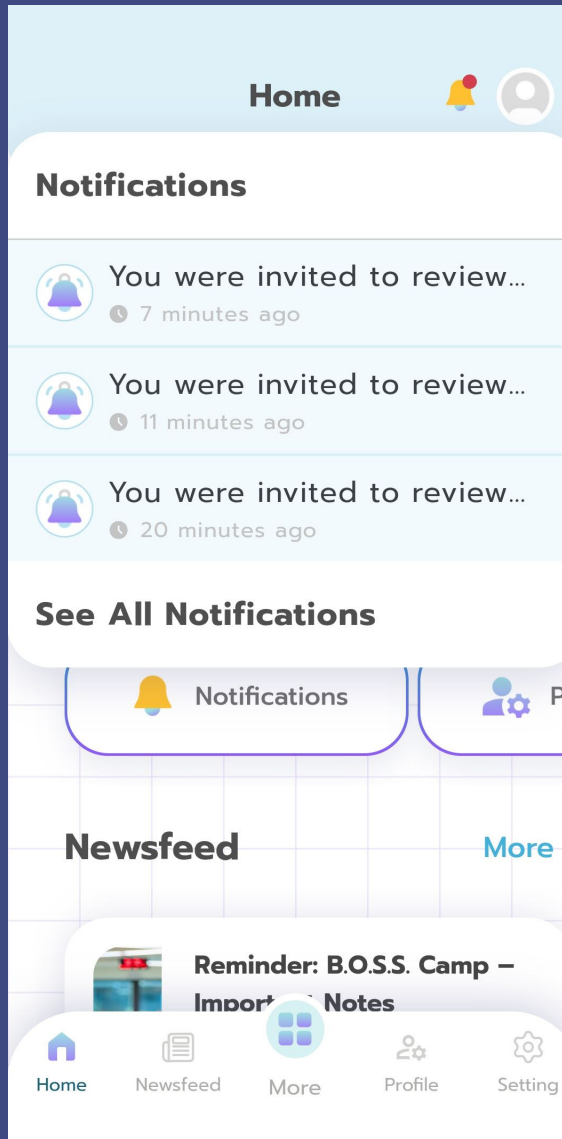 Home
Notifications
You were invited to review...
7 minutes ago
You were invited to review...
11 minutes ago
You were invited to review...
20 minutes ago
See All Notifications
Notifications
P
Newsfeed
More
Reminder: B.O.S.S. Camp –
Notes
Home
Newsfeed
More
Profile
Setting